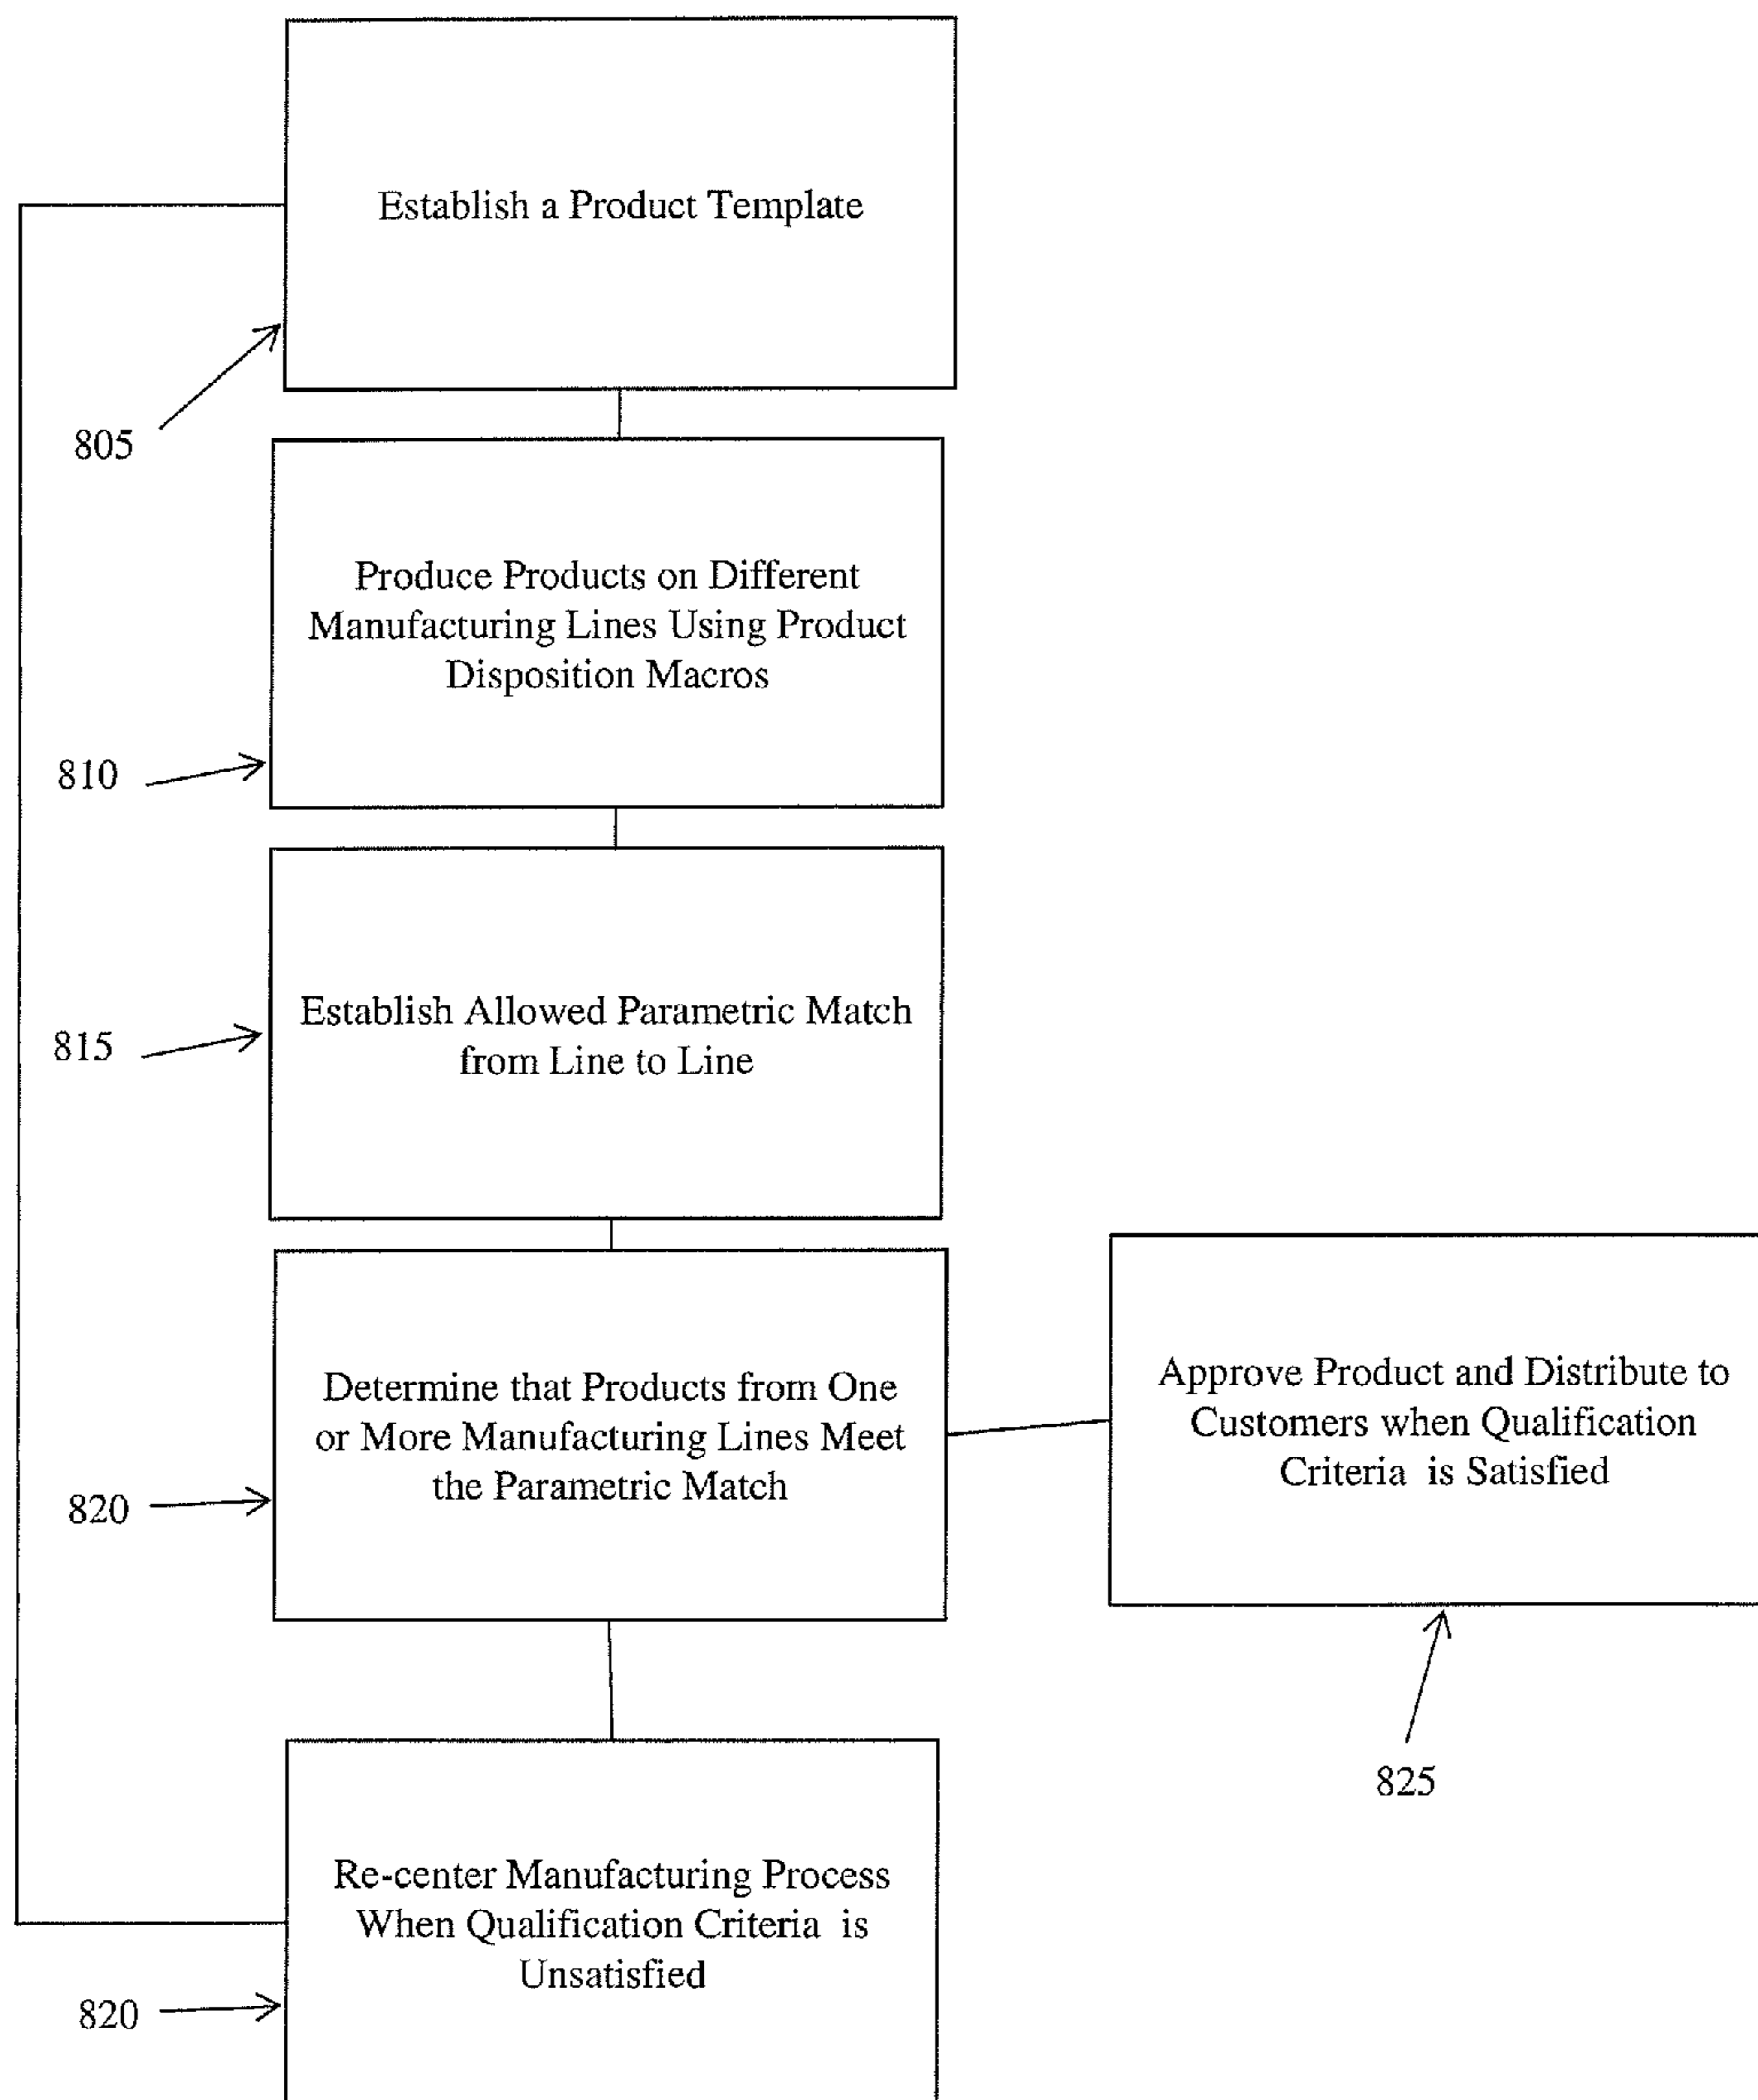 Establish a Product Template
805
Produce Products on Different
Manufacturing Lines Using Product
Disposition Macros
810
Establish Allowed Parametric Match
from Line to Line
815
Determine that Products from One
or More Manufacturing Lines Meet
the Parametric Match
820
Approve Product and Distribute to
Customers when Qualification
Criteria is Satisfied
825
Re-center Manufacturing Process
When Qualification Criteria is
Unsatisfied
820